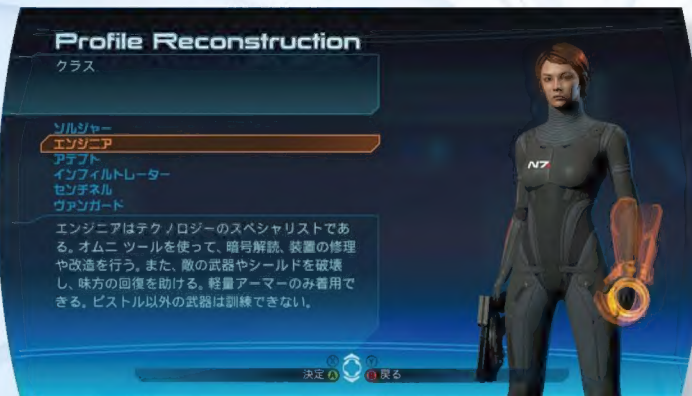 Profile Reconstruction
クラス
ソルジャー
エンジニア
アデプト
インフィルトレーター
センチネル
ヴァンガード
エンジニアはテクノロジーのスペシャリストであ
る。オムニ ツールを使って、暗号解読、装置の修理
や改造を行う。また、敵の武器やシールドを破壊
し、味方の回復を助ける。軽量アーマーのみ着用で
きる。ピストル以外の武器は訓練できない。
N7
X Y
決定 A B 戻る